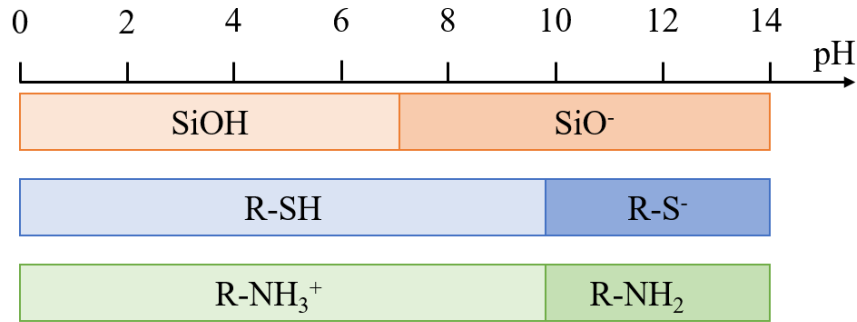 0 2 4 6 8 10 12 14
pH
SiOH SiO⁻
R-SH R-S⁻
R-NH₃⁺ R-NH₂